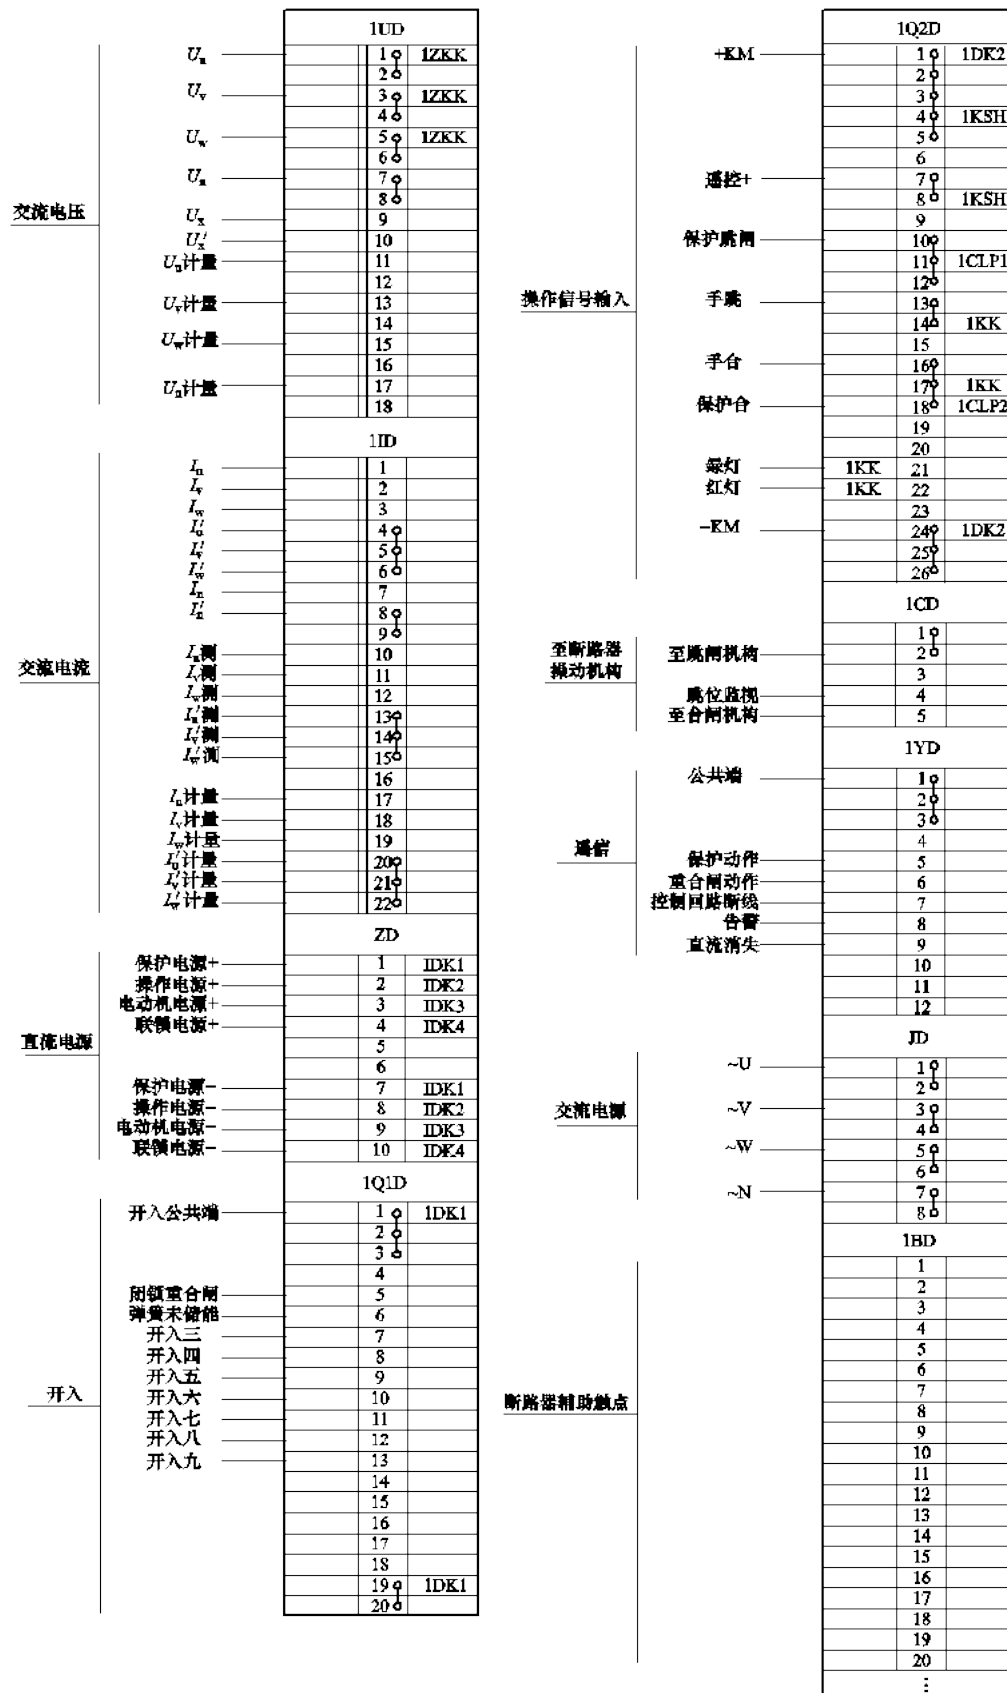 1UD
Uu 1 1ZKK
2
Uv 3 1ZKK
4
Uw 5 1ZKK
6
Un 7
8
交流电压
Ux 9
Ux′ 10
Uu计量 11
12
Uv计量 13
14
Uw计量 15
16
Un计量 17
18
1ID
Iu 1
Iv 2
Iw 3
Iu′ 4
Iv′ 5
Iw′ 6
In 7
In′ 8
9
交流电流
Iu测 10
Iv测 11
Iw测 12
Iu′测 13
Iv′测 14
Iw′测 15
16
Iu计量 17
Iv计量 18
Iw计量 19
Iu′计量 20
Iv′计量 21
Iw′计量 22
ZD
保护电源+ 1 IDK1
操作电源+ 2 IDK2
电动机电源+ 3 IDK3
联锁电源+ 4 IDK4
直流电源
5
6
保护电源− 7 IDK1
操作电源− 8 IDK2
电动机电源− 9 IDK3
联锁电源− 10 IDK4
1Q1D
开入公共端 1 1DK1
2
3
4
闭锁重合闸 5
弹簧未储能 6
开入三 7
开入四 8
开入五 9
开入
开入六 10
开入七 11
开入八 12
开入九 13
14
15
16
17
18
19 1DK1
20
1Q2D
+KM 1 1DK2
2
3
4 1KSH
5
6
遥控+ 7
8 1KSH
9
保护跳闸 10
11 1CLP1
12
操作信号输入
手跳 13
14 1KK
15
手合 16
17 1KK
保护合 18 1CLP2
19
20
绿灯 1KK 21
红灯 1KK 22
23
−KM 24 1DK2
25
26
1CD
至断路器
操动机构
1
至跳闸机构 2
3
跳位监视 4
至合闸机构 5
1YD
公共端 1
2
3
4
遥信
保护动作 5
重合闸动作 6
控制回路断线 7
告警 8
直流消失 9
10
11
12
JD
~U 1
2
交流电源
~V 3
4
~W 5
6
~N 7
8
1BD
1
2
3
4
5
6
7
断路器辅助触点
8
9
10
11
12
13
14
15
16
17
18
19
20
⋮